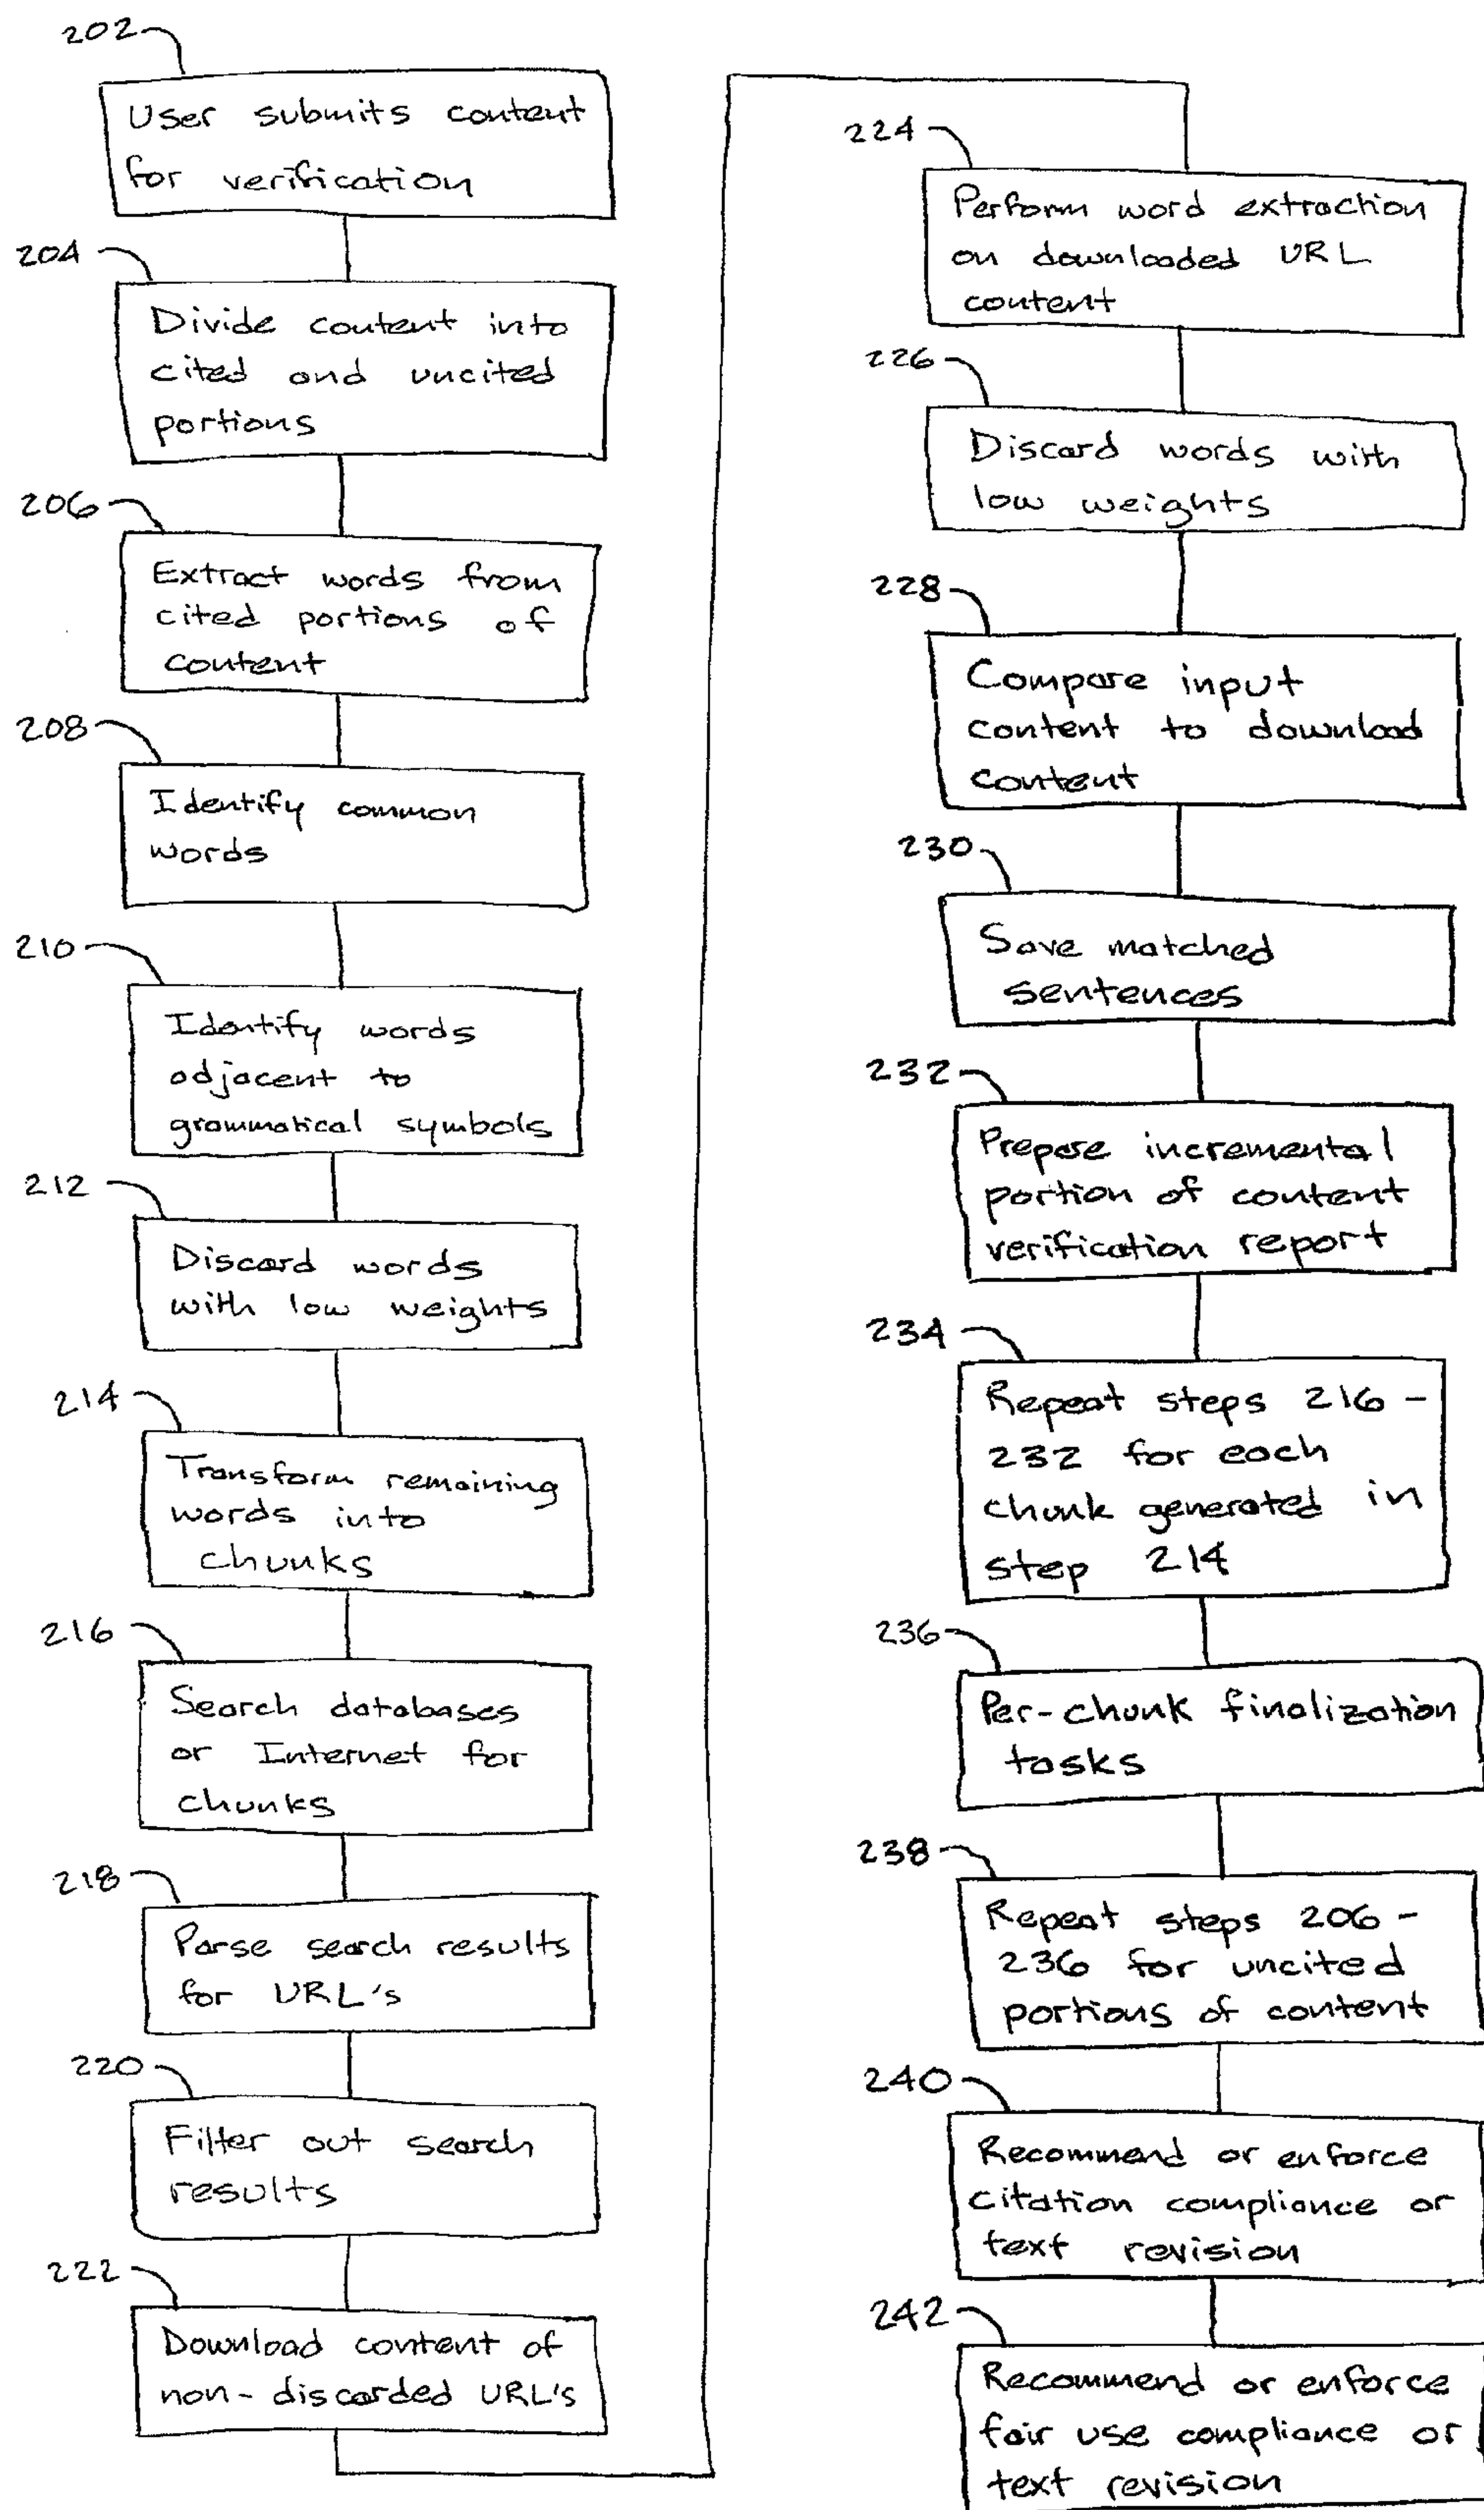 202
User submits content
for verification
204
Divide content into
cited and uncited
portions
206
Extract words from
cited portions of
content
208
Identify common
words
210
Identify words
adjacent to
grammatical symbols
212
Discard words
with low weights
214
Transform remaining
words into
chunks
216
Search databases
or Internet for
chunks
218
Parse search results
for URL's
220
Filter out search
results
222
Download content of
non-discarded URL's
224
Perform word extraction
on downloaded URL
content
226
Discard words with
low weights
228
Compare input
content to download
content
230
Save matched
sentences
232
Prepare incremental
portion of content
verification report
234
Repeat steps 216-
232 for each
chunk generated in
step 214
236
Per-chunk finalization
tasks
238
Repeat steps 206-
236 for uncited
portions of content
240
Recommend or enforce
citation compliance or
text revision
242
Recommend or enforce
fair use compliance or
text revision